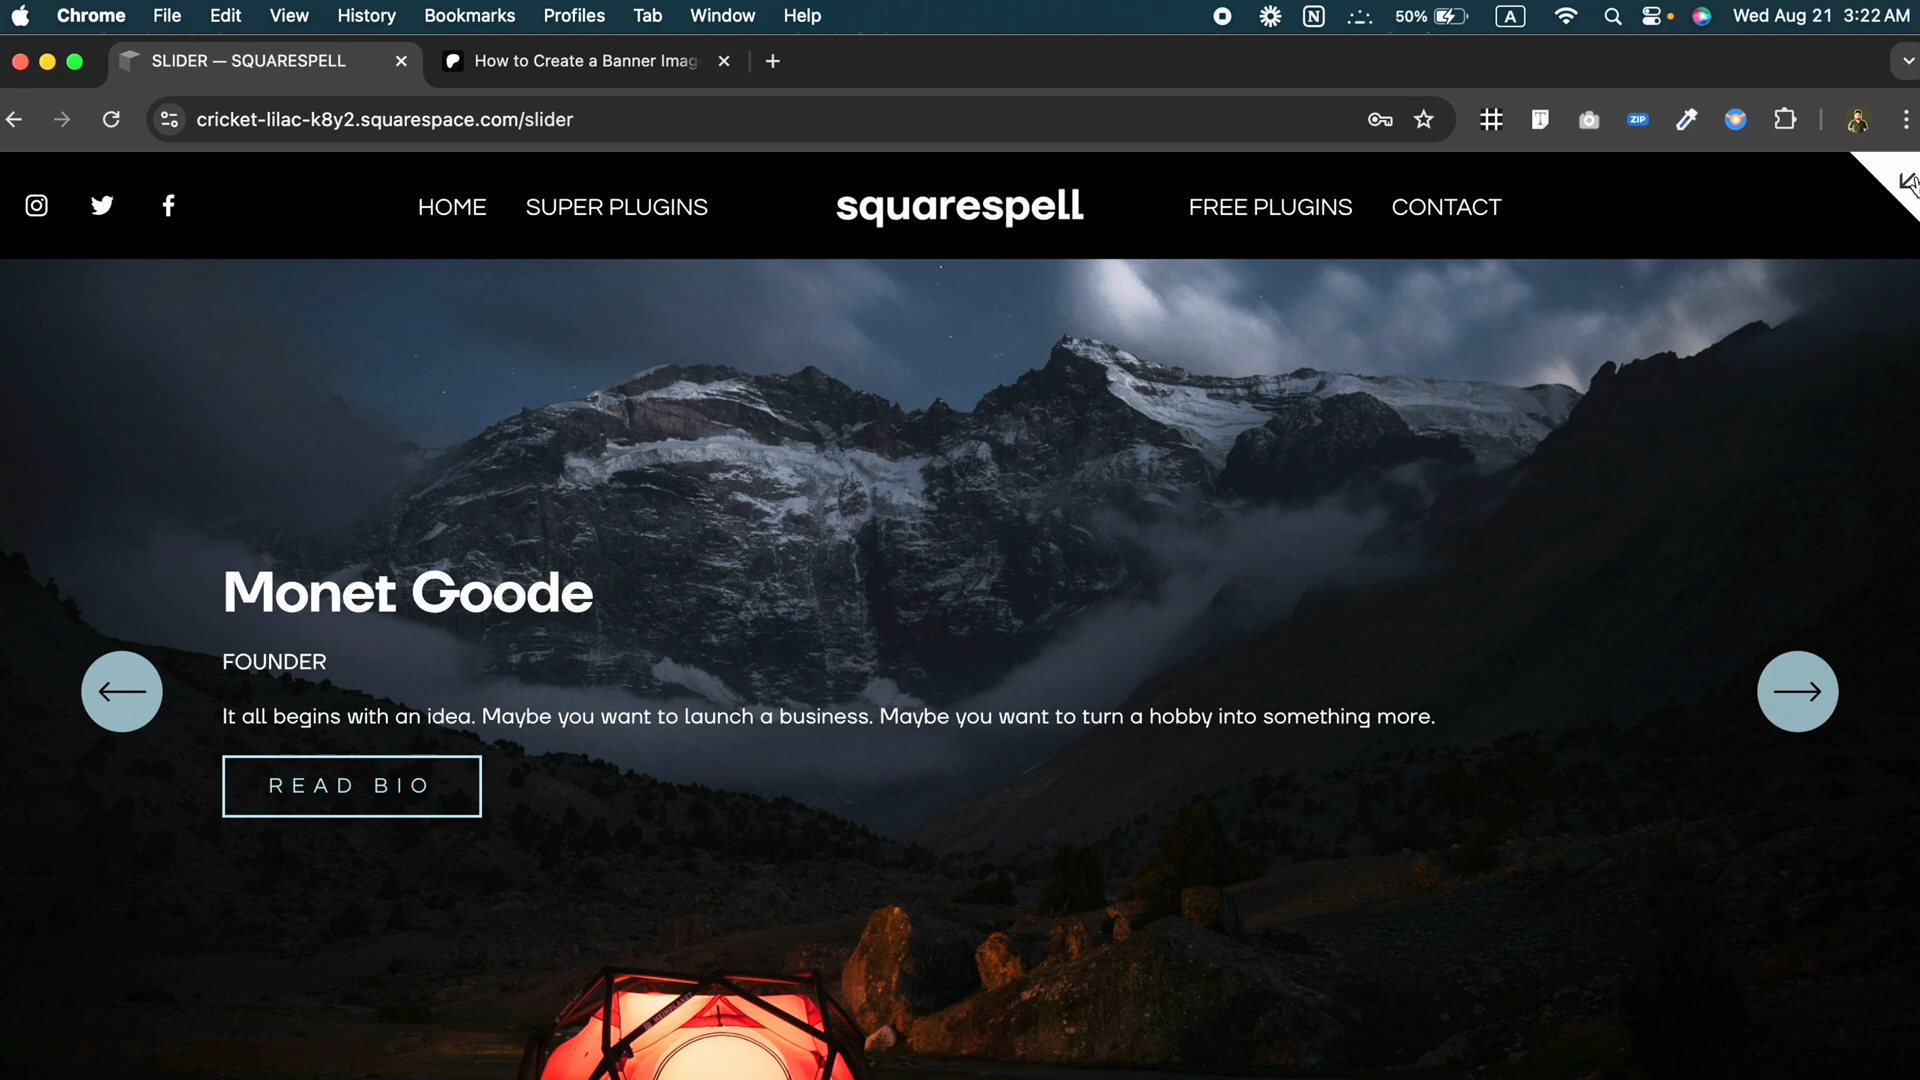 Chrome File Edit View History Bookmarks Profiles Tab Window Help N 50% A Wed Aug 21 3:22 AM
SLIDER — SQUARESPELL How to Create a Banner Imag
cricket-lilac-k8y2.squarespace.com/slider T ZIP
HOME SUPER PLUGINS squarespell FREE PLUGINS CONTACT
Monet Goode
FOUNDER
It all begins with an idea. Maybe you want to launch a business. Maybe you want to turn a hobby into something more.
READ BIO
HEIMPLANET